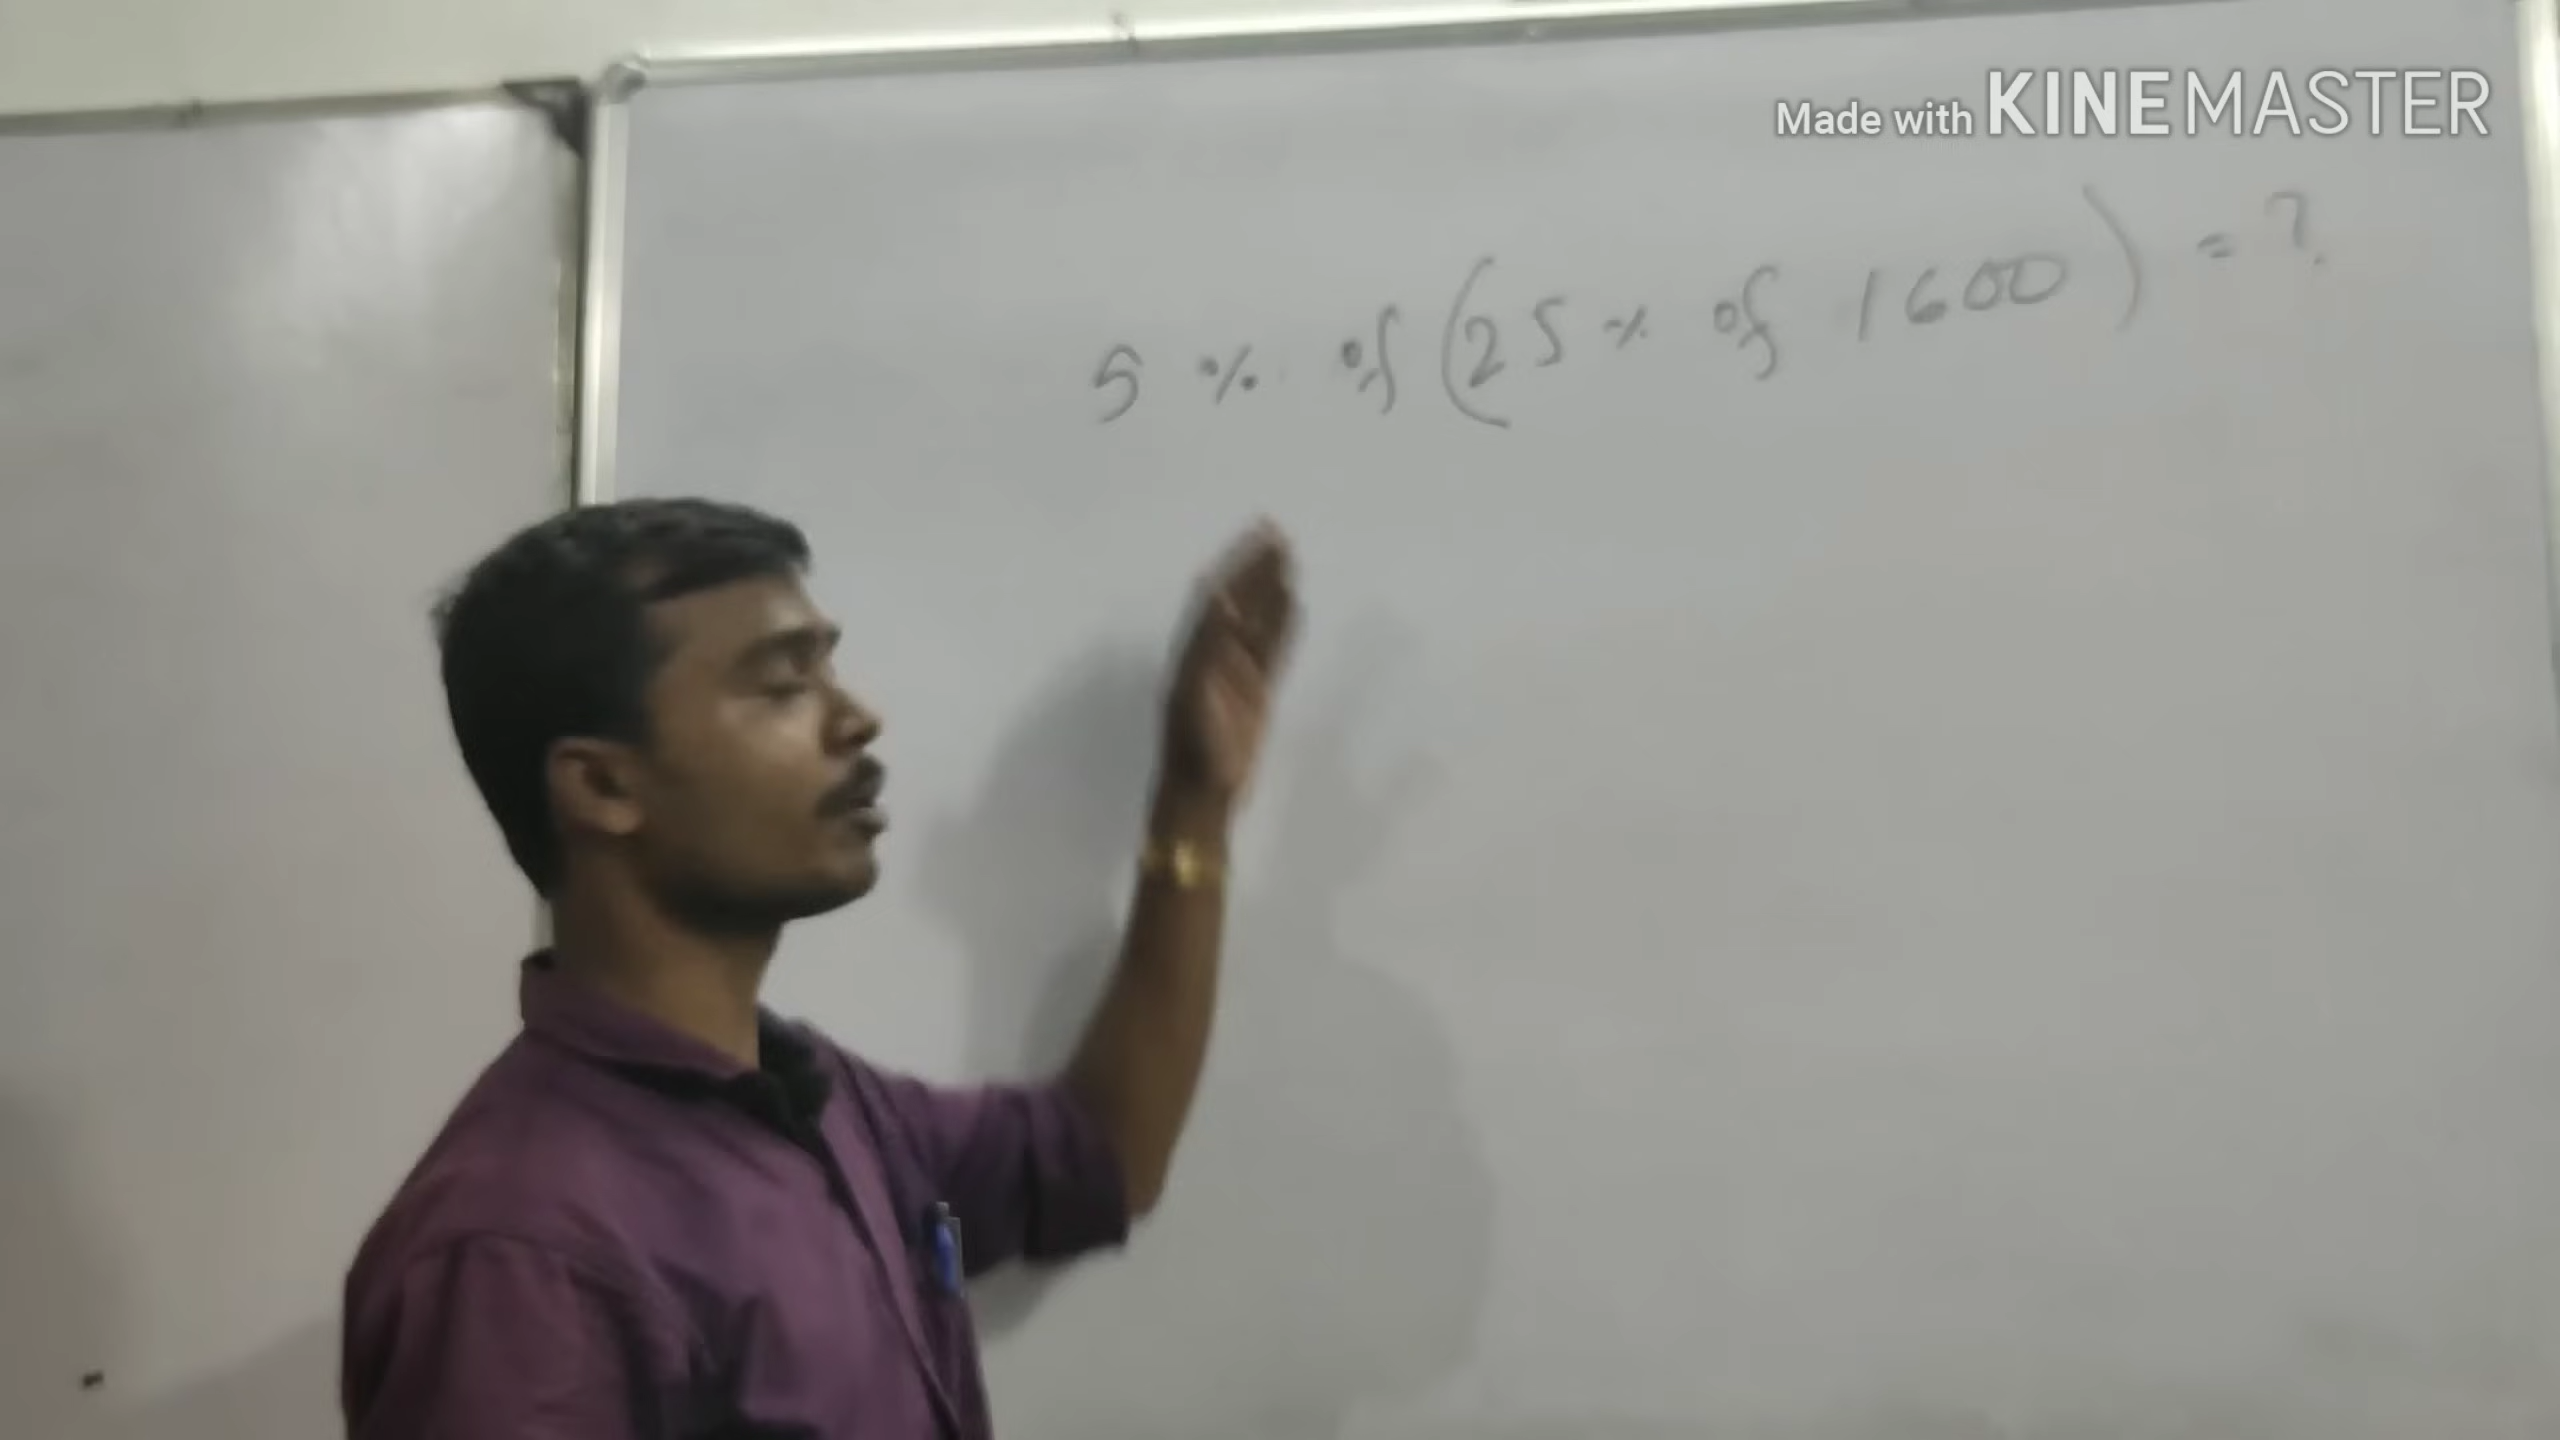 Made with KINEMASTER
5 % of (25 % of 1600) = ?